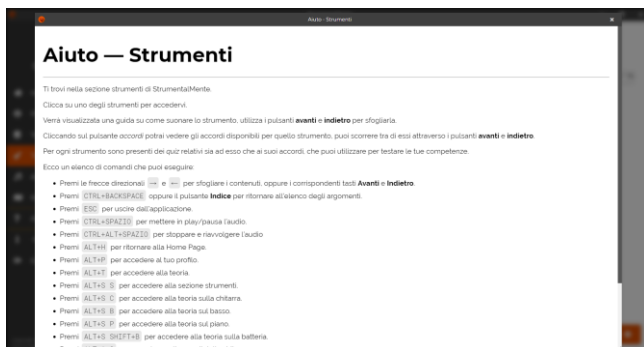 Aiuto - Strumenti
Aiuto — Strumenti
Ti trovi nella sezione strumenti di StrumentalMente.
Clicca su uno degli strumenti per accedervi.
Verrà visualizzata una guida su come suonare lo strumento, utilizza i pulsanti avanti e indietro per sfogliarla.
Cliccando sul pulsante accordi potrai vedere gli accordi disponibili per quello strumento, puoi scorrere tra di essi attraverso i pulsanti avanti e indietro.
Per ogni strumento sono presenti dei quiz relativi sia ad esso che ai suoi accordi, che puoi utilizzare per testare le tue competenze.
Ecco un elenco di comandi che puoi eseguire:
• Premi le frecce direzionali → e ← per sfogliare i contenuti, oppure i corrispondenti tasti Avanti e Indietro.
• Premi CTRL+BACKSPACE oppure il pulsante Indice per ritornare all'elenco degli argomenti.
• Premi ESC per uscire dall'applicazione.
• Premi CTRL+SPAZIO per mettere in play/pausa l'audio.
• Premi CTRL+ALT+SPAZIO per stoppare e riavvolgere l'audio
• Premi ALT+H per ritornare alla Home Page.
• Premi ALT+P per accedere al tuo profilo.
• Premi ALT+T per accedere alla teoria.
• Premi ALT+S S per accedere alla sezione strumenti.
• Premi ALT+S C per accedere alla teoria sulla chitarra.
• Premi ALT+S B per accedere alla teoria sul basso.
• Premi ALT+S P per accedere alla teoria sul piano.
• Premi ALT+S SHIFT+B per accedere alla teoria sulla batteria.